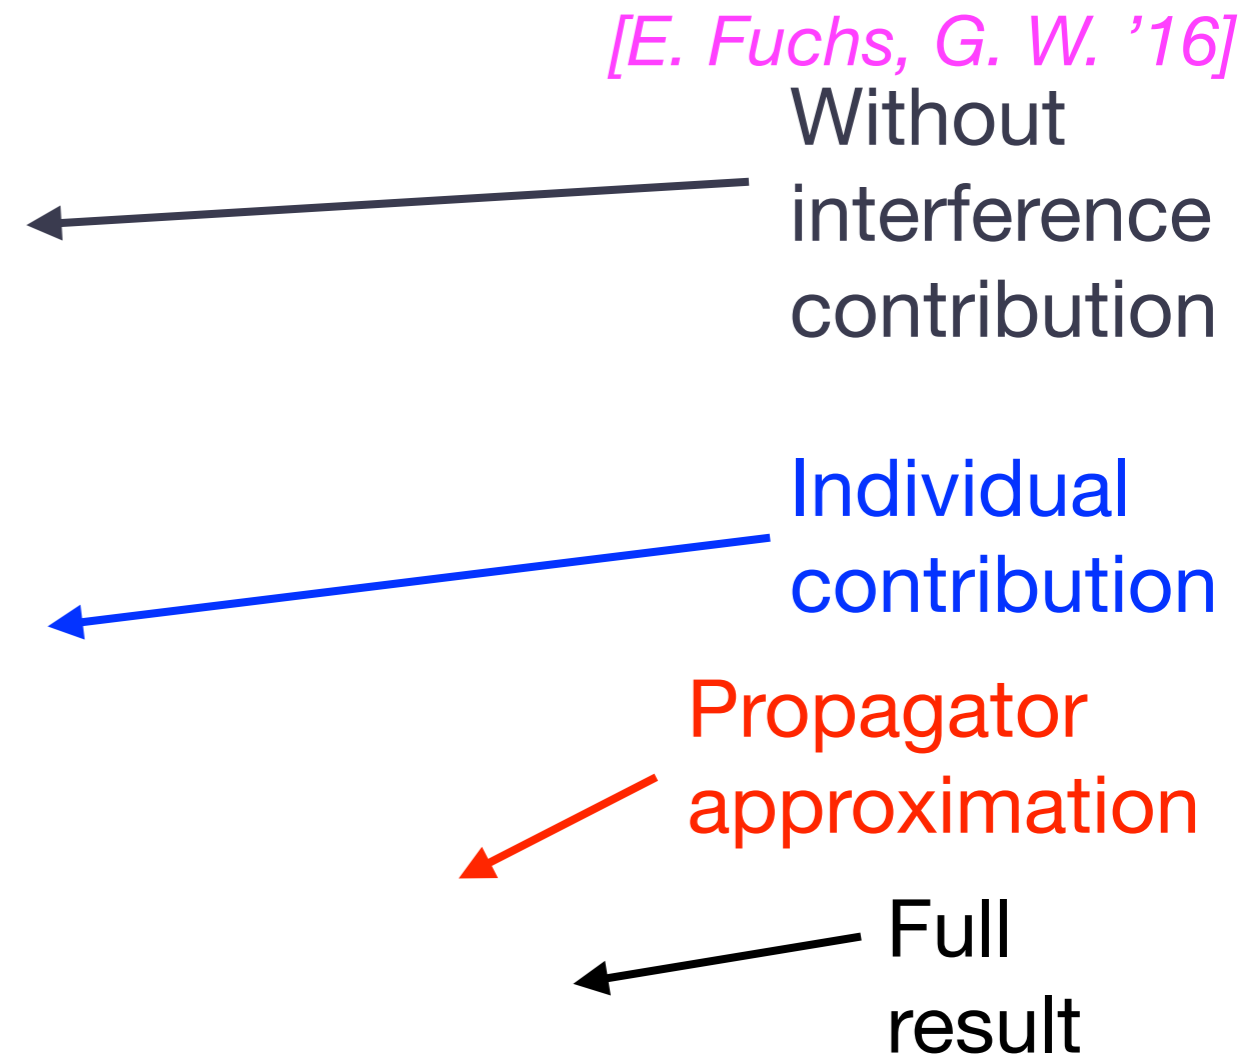 [E. Fuchs, G. W. ’16]
Without
interference
contribution
Individual
contribution
Propagator
approximation
Full
result